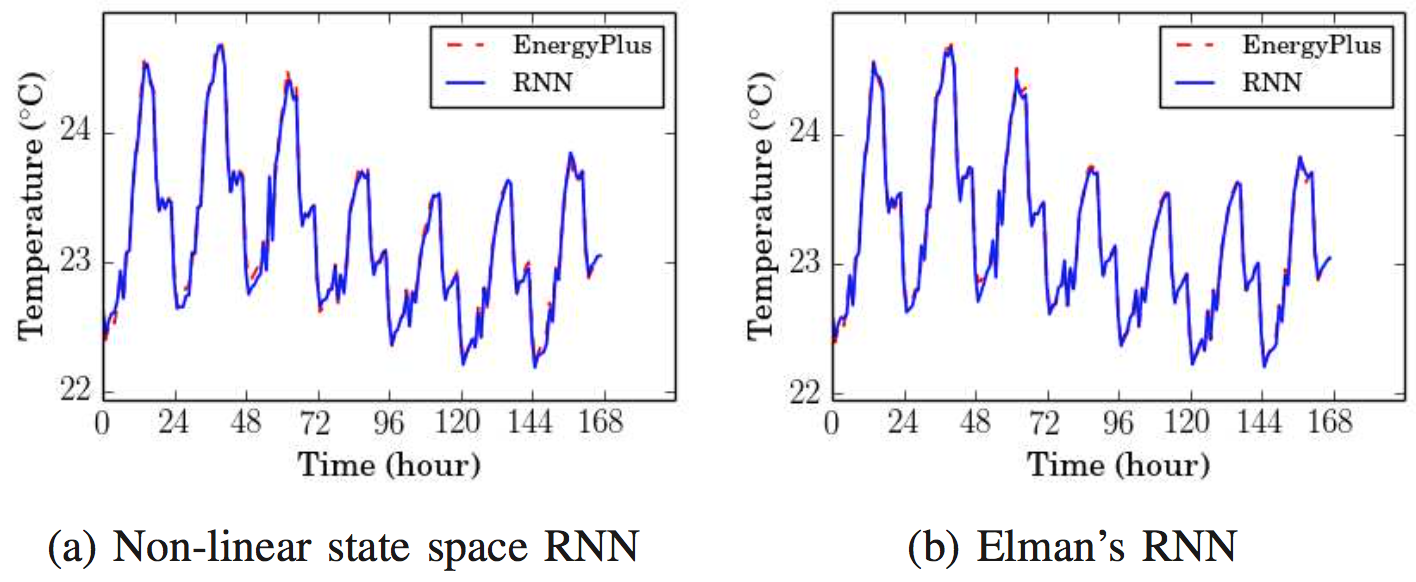 EnergyPlus
RNN
Temperature (°C)
24
23
22
0 24 48 72 96 120 144 168
Time (hour)
(a) Non-linear state space RNN
EnergyPlus
RNN
Temperature (°C)
24
23
22
0 24 48 72 96 120 144 168
Time (hour)
(b) Elman's RNN